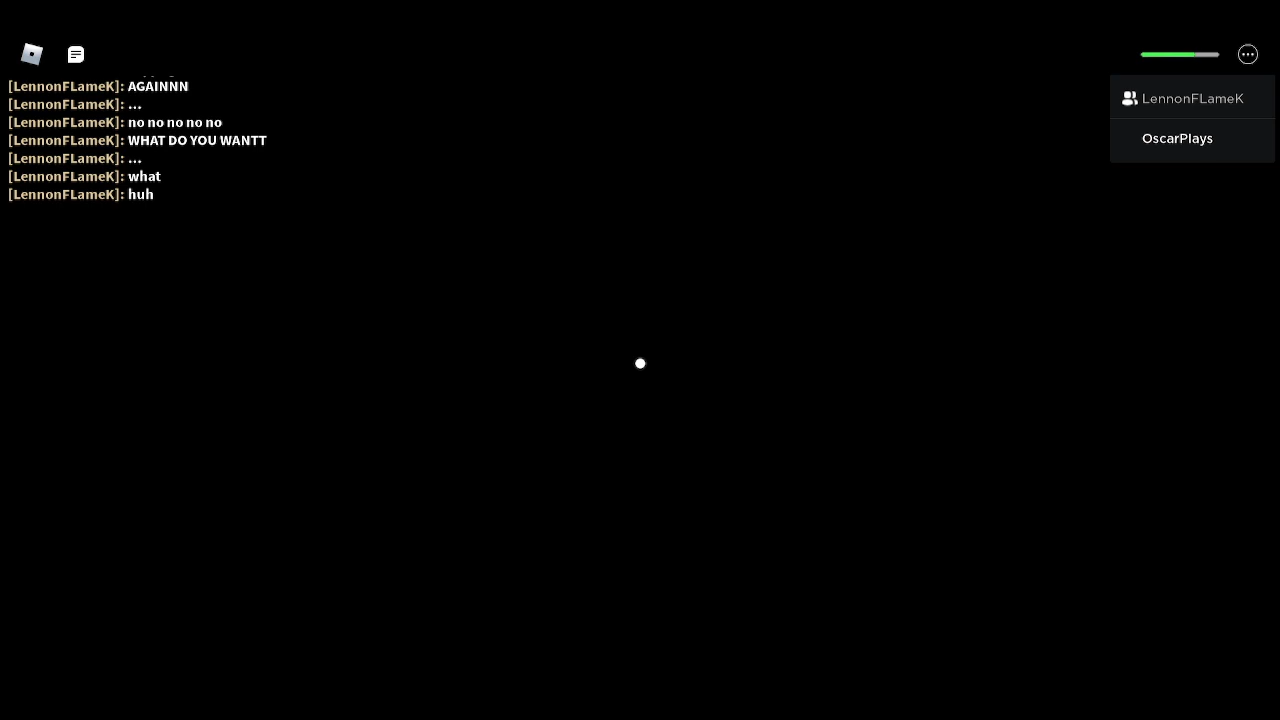 [LennonFLameK]: AGAINNN
[LennonFLameK]: ...
[LennonFLameK]: no no no no no
[LennonFLameK]: WHAT DO YOU WANTT
[LennonFLameK]: ...
[LennonFLameK]: what
[LennonFLameK]: huh
LennonFLameK
OscarPlays